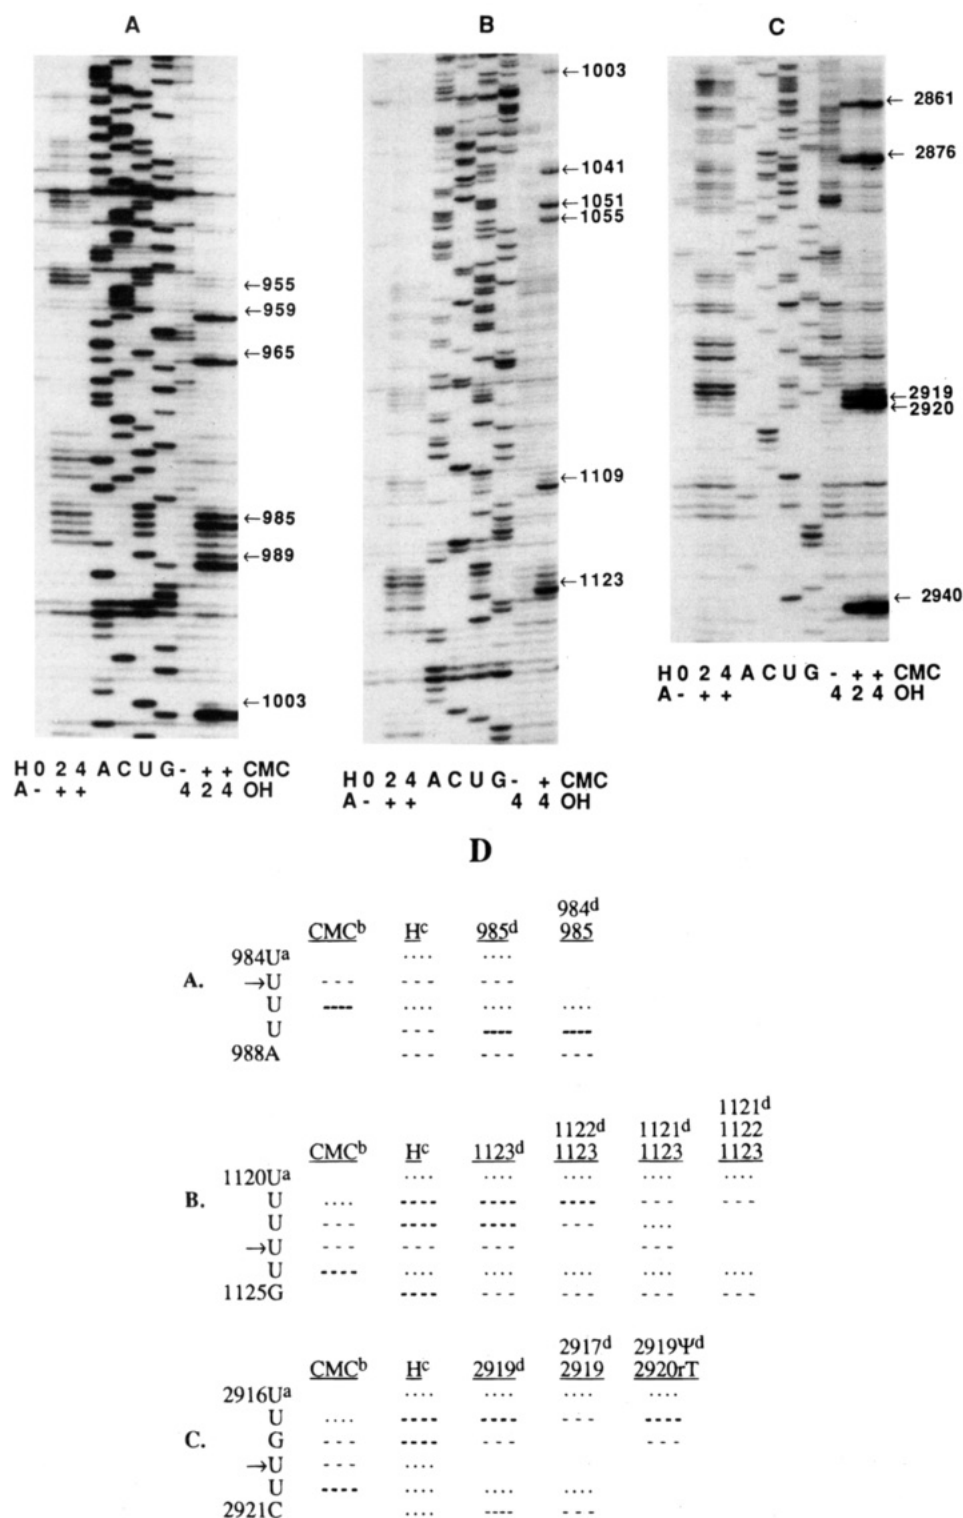 A
B
C
←955
←959
←965
←985
←989
←1003
←1003
←1041
←1051
←1055
←1109
←1123
← 2861
← 2876
←2919
←2920
← 2940
H 0 2 4 A C U G - + + CMC
A - + + 4 2 4 OH
H 0 2 4 A C U G - + CMC
A - + + 4 4 OH
H 0 2 4 A C U G - + + CMC
A - + + 4 2 4 OH
D
984d
CMCb Hc 985d 985
984Ua .... ....
A. →U --- --- ---
U ---- .... .... ....
U --- ---- ----
988A --- --- ---
1121d
1122d 1121d 1122
CMCb Hc 1123d 1123 1123 1123
1120Ua .... .... .... .... ....
B. U .... ---- ---- ---- --- ---
U --- ---- ---- --- ....
→U --- --- --- ---
U ---- .... .... .... .... ....
1125G ---- --- --- --- ---
2917d 2919Ψd
CMCb Hc 2919d 2919 2920rT
2916Ua .... .... .... ....
U .... ---- ---- --- ----
C. G --- ---- --- ---
→U --- ....
U ---- .... .... ....
2921C .... ---- ---